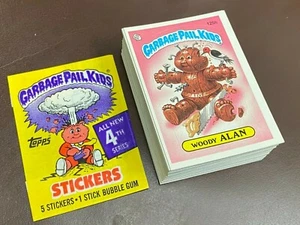 GARBAGE PAIL KIDS
TOPPS
ALL-NEW
4TH
SERIES
STICKERS
5 STICKERS • 1 STICK BUBBLE GUM
GARBAGE PAIL KIDS
WOODY ALAN